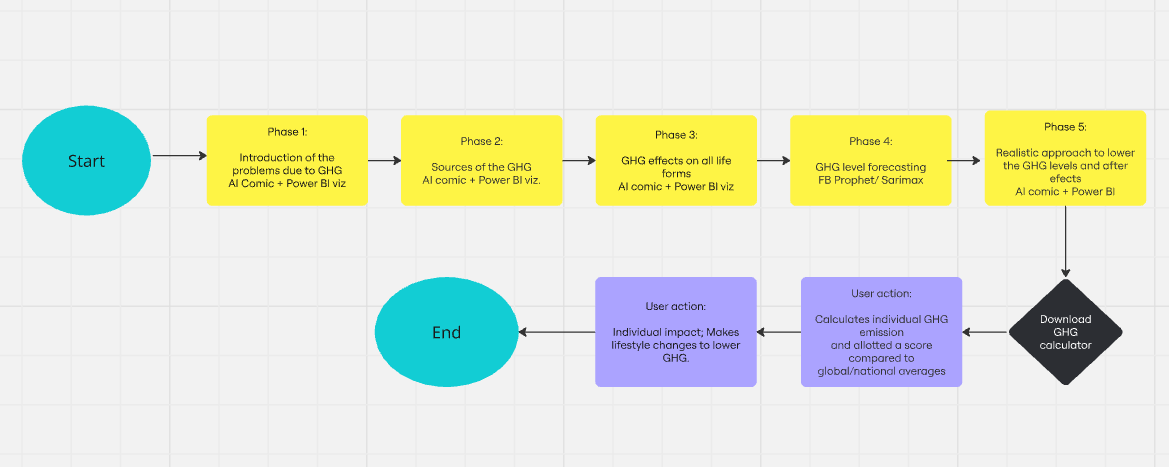 Start
Phase 1:
Introduction of the
problems due to GHG
AI Comic + Power BI viz
Phase 2:
Sources of the GHG
AI comic + Power BI viz.
Phase 3:
GHG effects on all life
forms
AI comic + Power BI viz
Phase 4:
GHG level forecasting
FB Prophet/ Sarimax
Phase 5:
Realistic approach to lower
the GHG levels and after
efects
AI comic + Power BI
Download
GHG
calculator
User action:
Calculates individual GHG
emission
and allotted a score
compared to
global/national averages
User action:
Individual impact; Makes
lifestyle changes to lower
GHG.
End